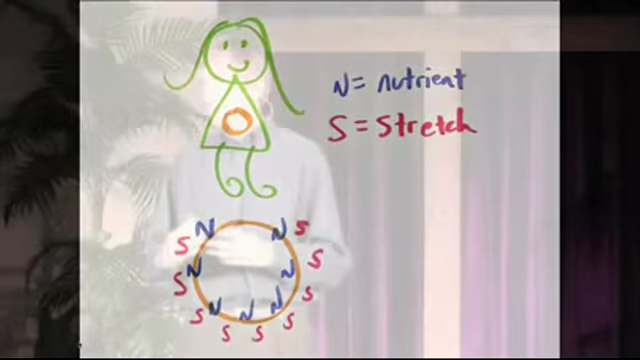 N = nutrient
S = Stretch
N N S
S S
N N
S S
N N N
S S S S